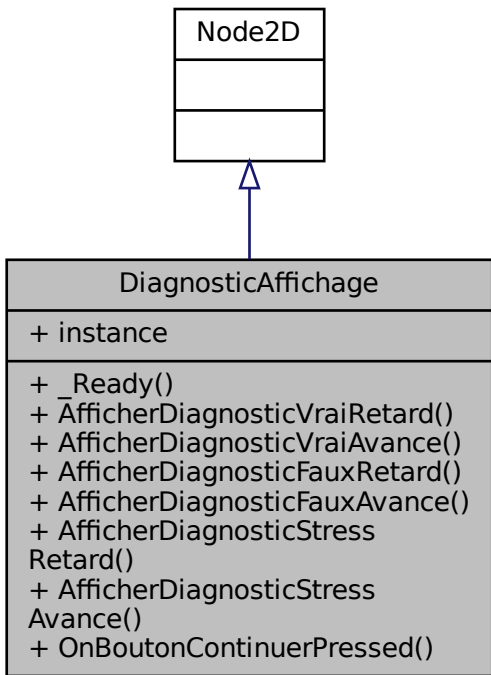 Node2D
DiagnosticAffichage
+ instance
+ _Ready()
+ AfficherDiagnosticVraiRetard()
+ AfficherDiagnosticVraiAvance()
+ AfficherDiagnosticFauxRetard()
+ AfficherDiagnosticFauxAvance()
+ AfficherDiagnosticStress
Retard()
+ AfficherDiagnosticStress
Avance()
+ OnBoutonContinuerPressed()